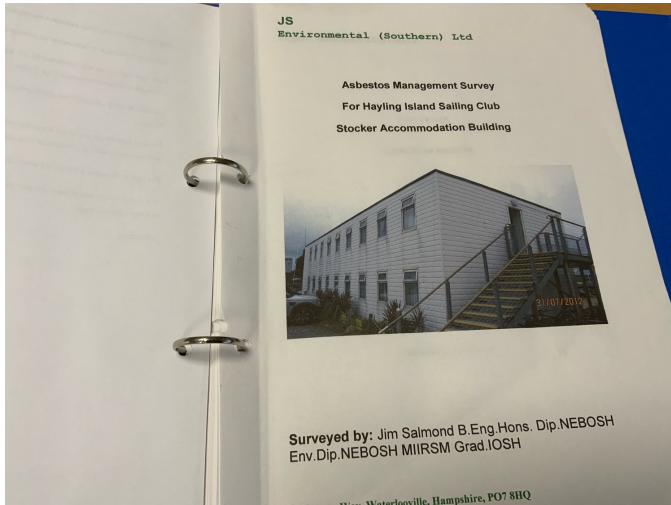 JS
Environmental (Southern) Ltd
Asbestos Management Survey
For Hayling Island Sailing Club
Stocker Accommodation Building
31/07/2012
Surveyed by: Jim Salmond B.Eng.Hons. Dip.NEBOSH
Env.Dip.NEBOSH MIIRSM Grad.IOSH
Way, Waterlooville, Hampshire, PO7 8HQ